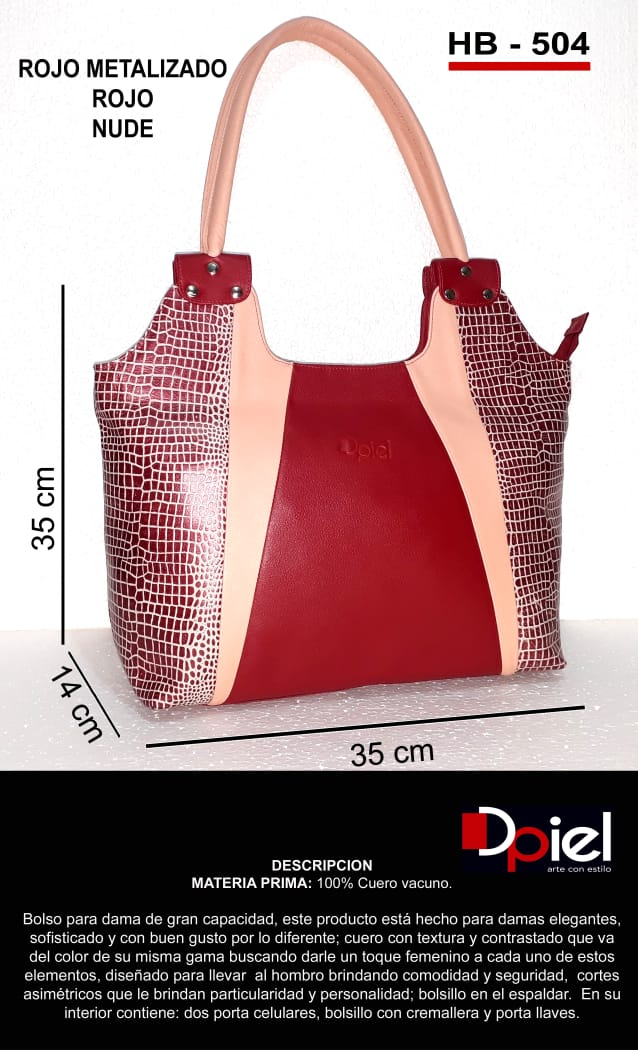 HB - 504
ROJO METALIZADO
ROJO
NUDE
Dpiel
35 cm
14 cm
35 cm
Dpiel
arte con estilo
DESCRIPCION
MATERIA PRIMA: 100% Cuero vacuno.
Bolso para dama de gran capacidad, este producto está hecho para damas elegantes,
sofisticado y con buen gusto por lo diferente; cuero con textura y contrastado que va
del color de su misma gama buscando darle un toque femenino a cada uno de estos
elementos, diseñado para llevar al hombro brindando comodidad y seguridad, cortes
asimétricos que le brindan particularidad y personalidad; bolsillo en el espaldar. En su
interior contiene: dos porta celulares, bolsillo con cremallera y porta llaves.